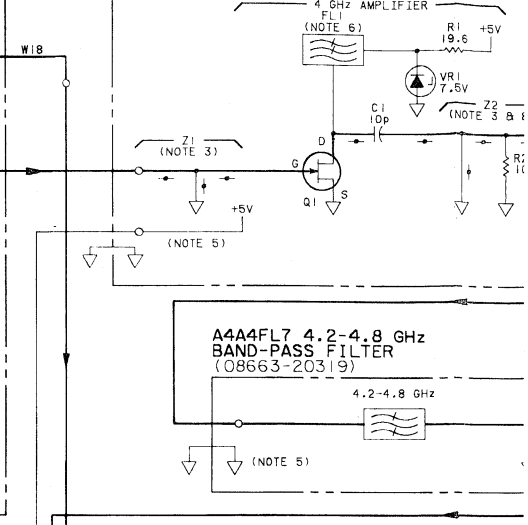 4 GHz AMPLIFIER
FL1
(NOTE 6)
R1
19.6
+5V
W18
VR1
7.5V
C1
10p
Z2
(NOTE 3 &
Z1
(NOTE 3)
D
G
S
Q1
R2
+5V
(NOTE 5)
A4A4FL7 4.2-4.8 GHz
BAND-PASS FILTER
(08663-20319)
4.2-4.8 GHz
(NOTE 5)